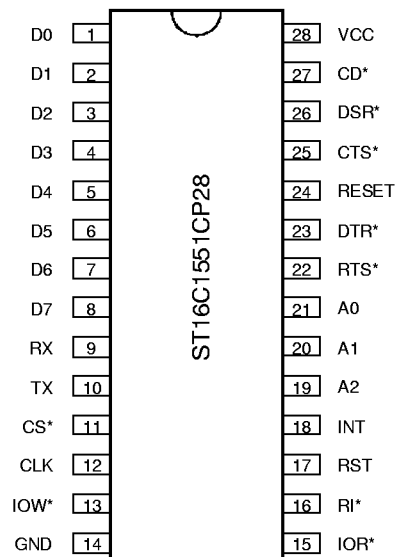 D0 1 28 VCC
D1 2 27 CD*
D2 3 26 DSR*
D3 4 25 CTS*
D4 5 24 RESET
D5 6 23 DTR*
D6 7 22 RTS*
D7 8 21 A0
RX 9 20 A1
TX 10 19 A2
CS* 11 18 INT
CLK 12 17 RST
IOW* 13 16 RI*
GND 14 15 IOR*
ST16C1551CP28